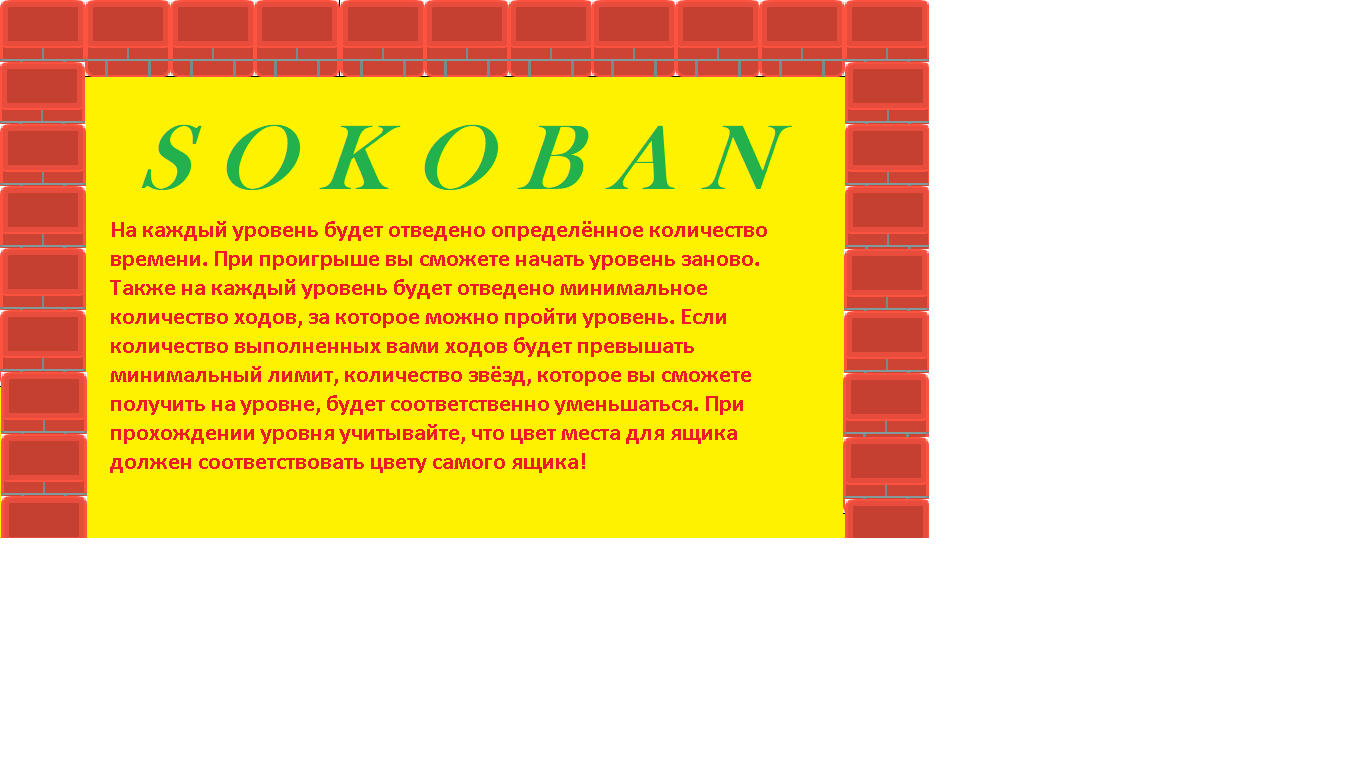 SOKOBAN
На каждый уровень будет отведено определённое количество
времени. При проигрыше вы сможете начать уровень заново.
Также на каждый уровень будет отведено минимальное
количество ходов, за которое можно пройти уровень. Если
количество выполненных вами ходов будет превышать
минимальный лимит, количество звёзд, которое вы сможете
получить на уровне, будет соответственно уменьшаться. При
прохождении уровня учитывайте, что цвет места для ящика
должен соответствовать цвету самого ящика!